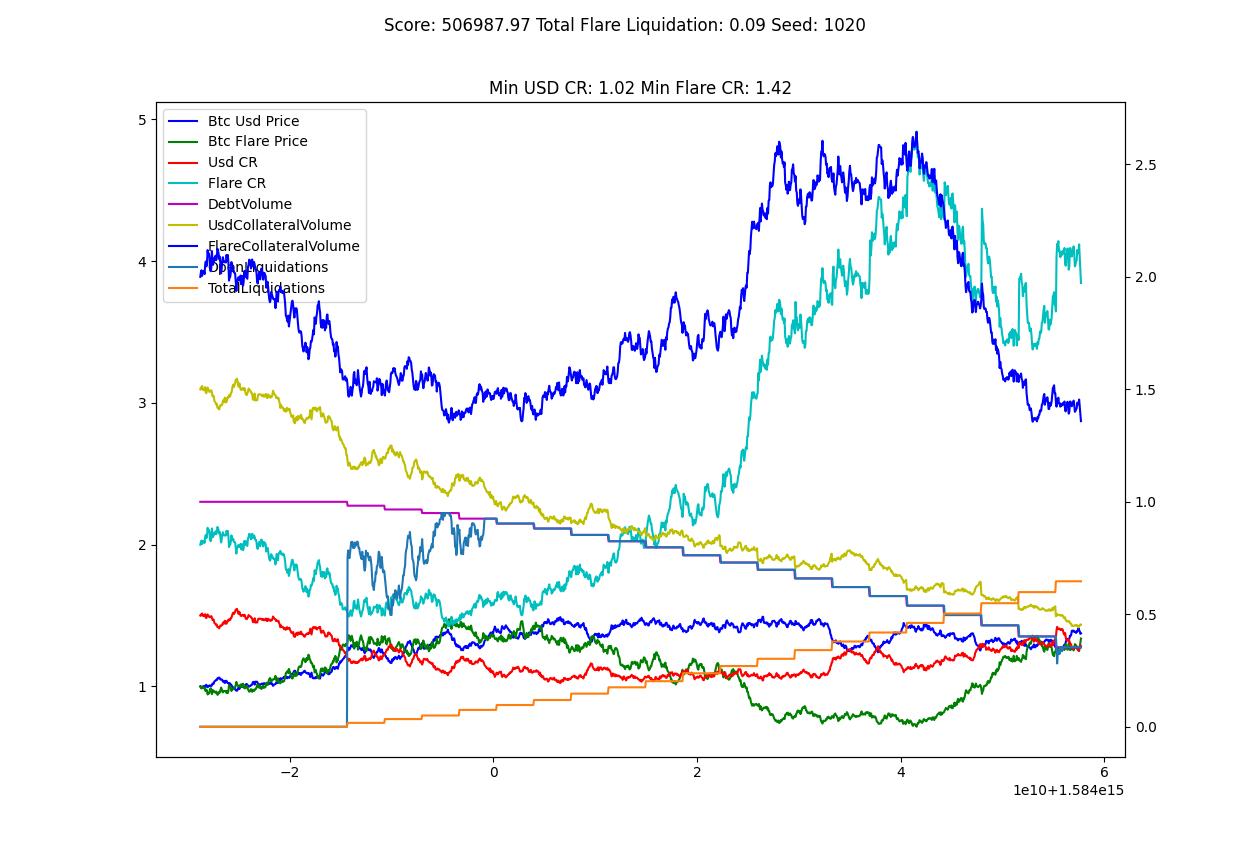 Score: 506987.97 Total Flare Liquidation: 0.09 Seed: 1020
Min USD CR: 1.02 Min Flare CR: 1.42
Btc Usd Price
Btc Flare Price
Usd CR
Flare CR
DebtVolume
UsdCollateralVolume
FlareCollateralVolume
OpenLiquidations
TotalLiquidations
5
4
3
2
1
2.5
2.0
1.5
1.0
0.5
0.0
−2 0 2 4 6
1e10+1.584e15